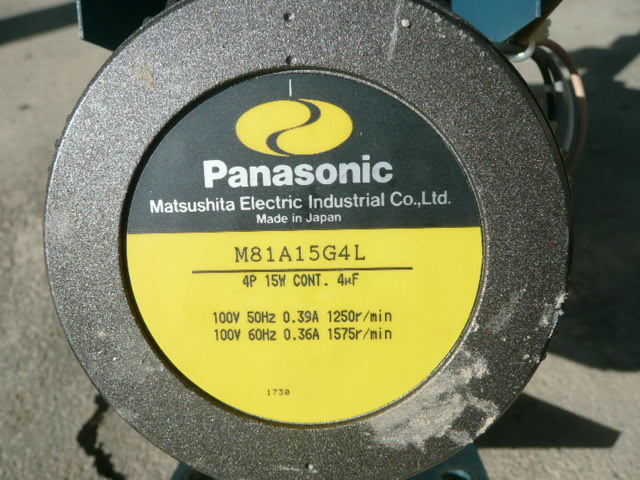 Panasonic
Matsushita Electric Industrial Co.,Ltd.
Made in Japan
M81A15G4L
4P 15W CONT. 4μF
100V 50Hz 0.39A 1250r/min
100V 60Hz 0.36A 1575r/min
1730